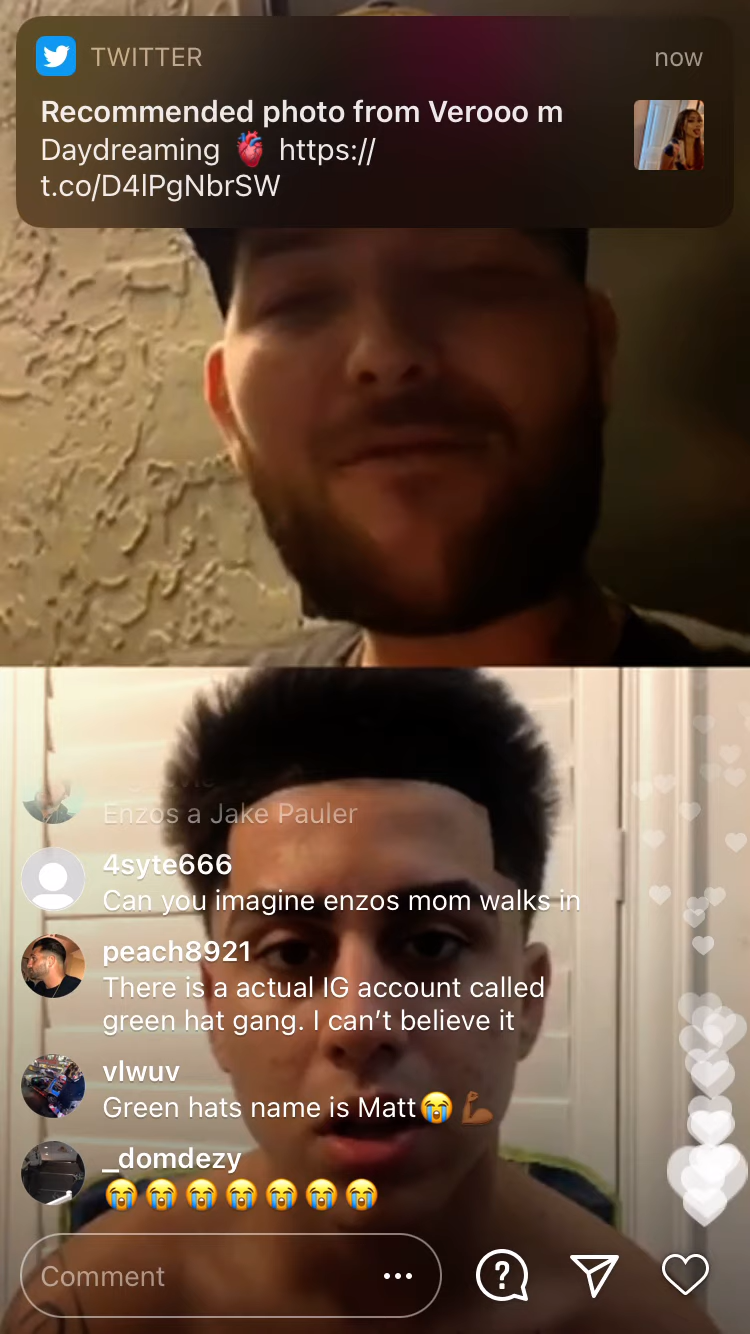 TWITTER
now
Recommended photo from Verooo m
Daydreaming 🫀 https://
t.co/D4lPgNbrSW
Enzos a Jake Pauler
4syte666
Can you imagine enzos mom walks in
peach8921
There is a actual IG account called
green hat gang. I can’t believe it
vlwuv
Green hats name is Matt😭💪🏾
_domdezy
😭😭😭😭😭😭😭
Comment